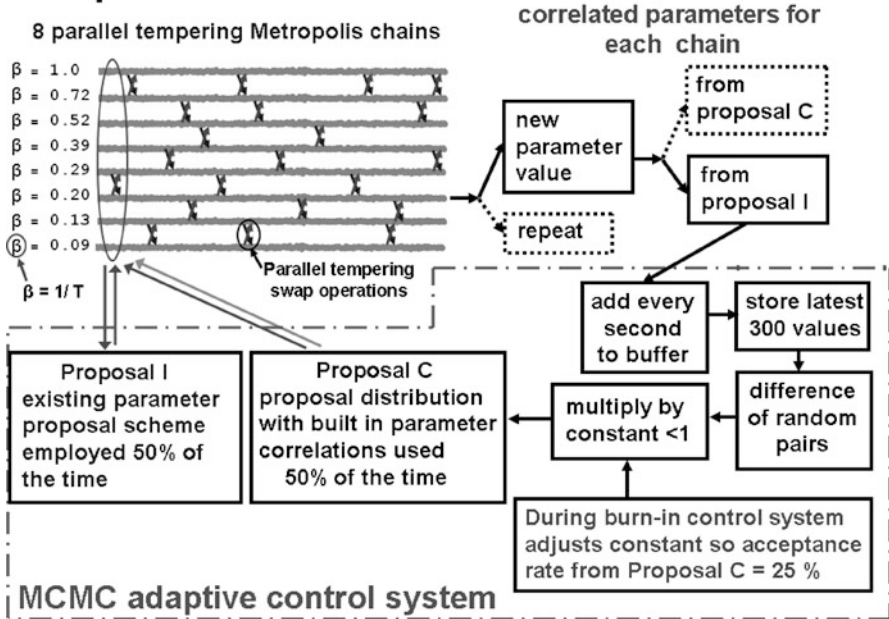 correlated parameters for
each chain
8 parallel tempering Metropolis chains
β = 1.0
β = 0.72
β = 0.52
β = 0.39
β = 0.29
β = 0.20
β = 0.13
β = 0.09
β = 1/ T
Parallel tempering
swap operations
new
parameter
value
repeat
from
proposal C
from
proposal I
add every
second
to buffer
store latest
300 values
difference
of random
pairs
multiply by
constant <1
Proposal I
existing parameter
proposal scheme
employed 50% of
the time
Proposal C
proposal distribution
with built in parameter
correlations used
50% of the time
During burn-in control system
adjusts constant so acceptance
rate from Proposal C = 25 %
MCMC adaptive control system